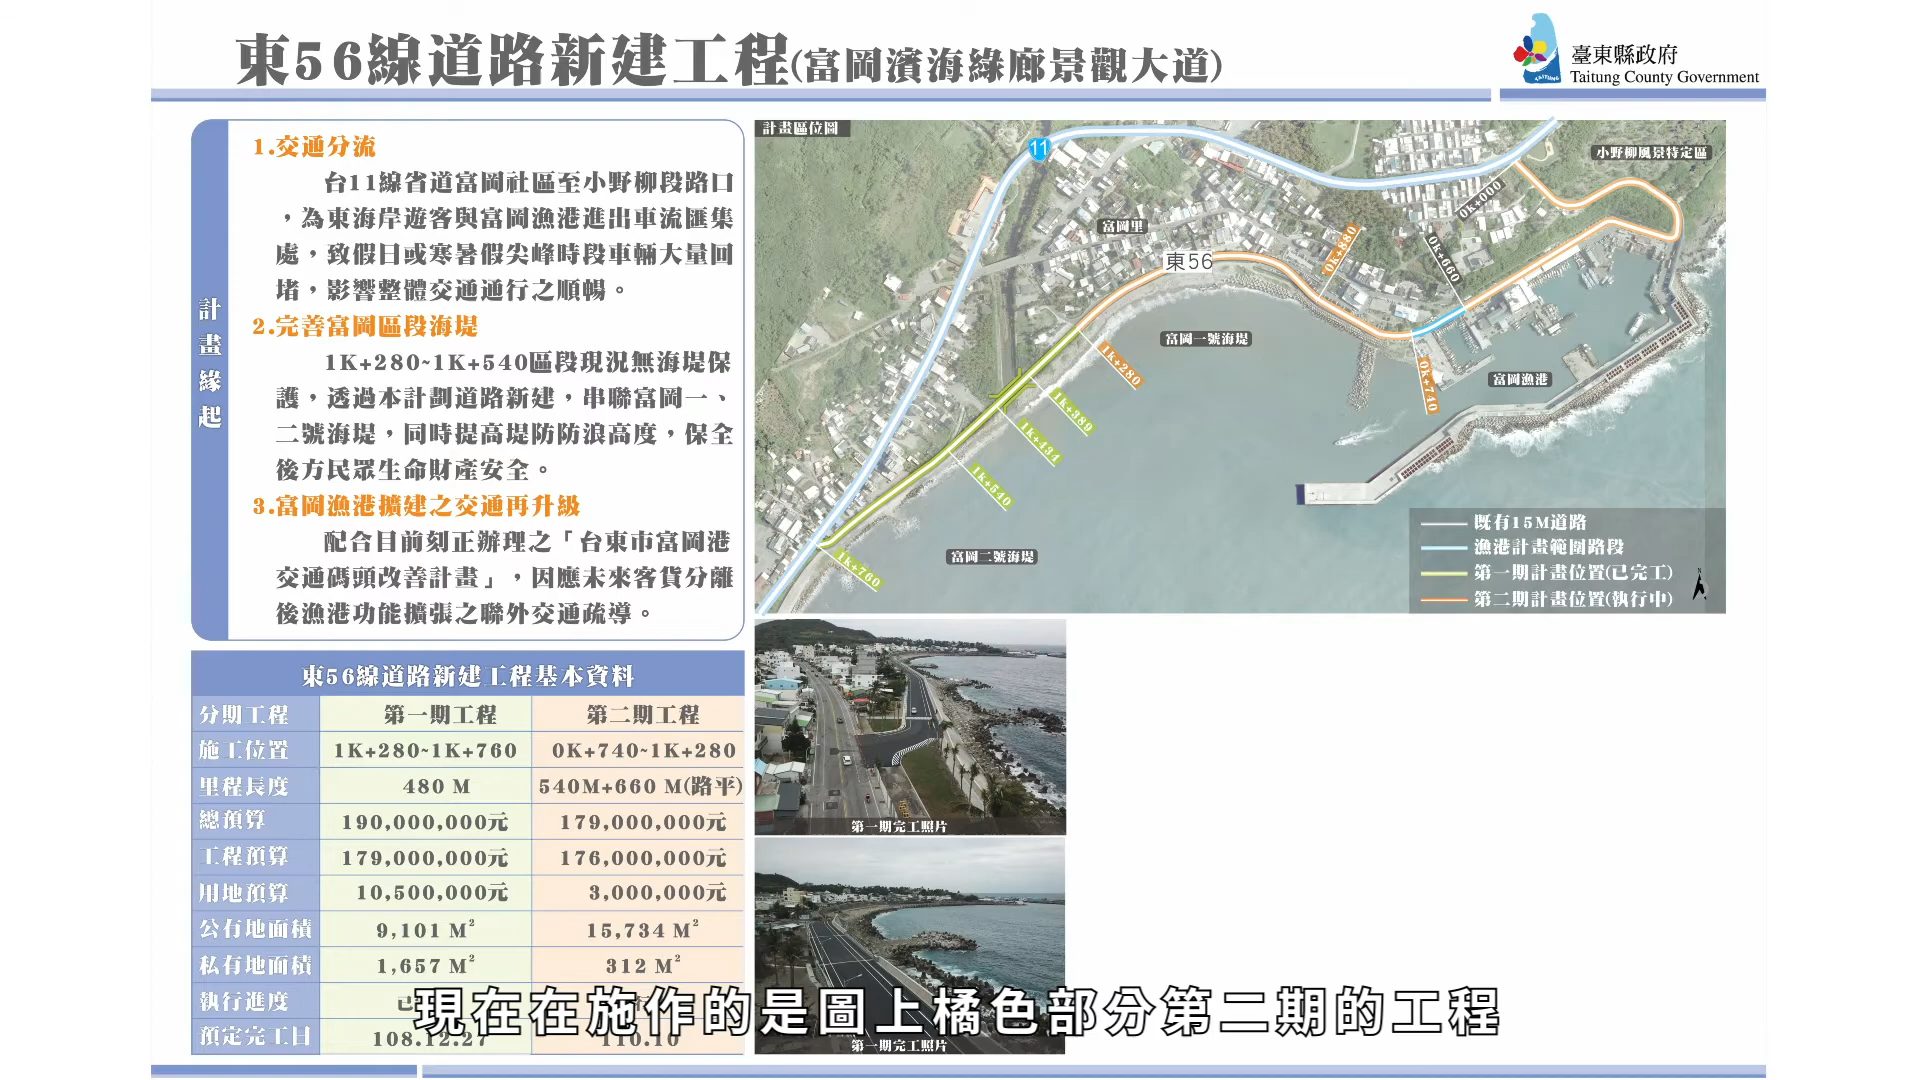 東56線道路新建工程(富岡濱海綠廊景觀大道)
臺東縣政府
Taitung County Government
TAITUNG
計畫緣起
1.交通分流
台11線省道富岡社區至小野柳段路口
，為東海岸遊客與富岡漁港進出車流匯集
處，致假日或寒暑假尖峰時段車輛大量回
堵，影響整體交通通行之順暢。
2.完善富岡區段海堤
1K+280~1K+540區段現況無海堤保
護，透過本計劃道路新建，串聯富岡一、
二號海堤，同時提高堤防防浪高度，保全
後方民眾生命財產安全。
3.富岡漁港擴建之交通再升級
配合目前刻正辦理之「台東市富岡港
交通碼頭改善計畫」，因應未來客貨分離
後漁港功能擴張之聯外交通疏導。
計畫區位圖
11
小野柳風景特定區
0K+000
富岡里
0K+880
0K+660
東56
富岡一號海堤
1K+280
0K+740
富岡漁港
1K+389
1K+434
1K+540
富岡二號海堤
1K+760
既有15M道路
漁港計畫範圍路段
第一期計畫位置(已完工)
第二期計畫位置(執行中)
N
東56線道路新建工程基本資料
分期工程 第一期工程 第二期工程
施工位置 1K+280~1K+760 0K+740~1K+280
里程長度 480 M 540M+660 M(路平)
總預算 190,000,000元 179,000,000元
工程預算 179,000,000元 176,000,000元
用地預算 10,500,000元 3,000,000元
公有地面積 9,101 M² 15,734 M²
私有地面積 1,657 M² 312 M²
執行進度
預定完工日 108.12.27 110.10
第一期完工照片
第一期完工照片
現在在施作的是圖上橘色部分第二期的工程